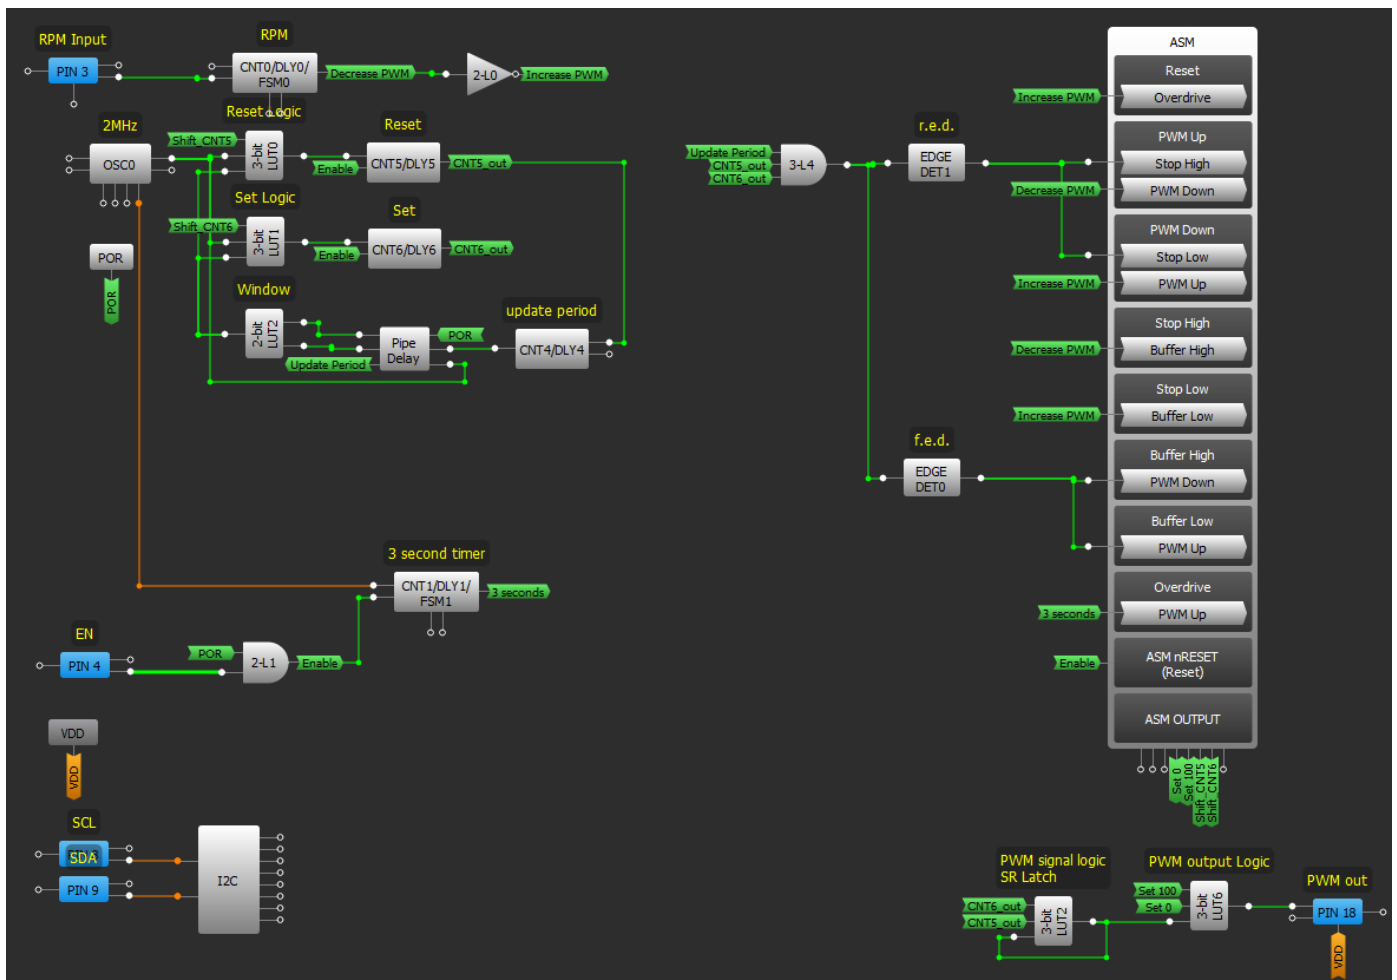 RPM Input
PIN 3
RPM
CNT0/DLY0/
FSM0
Decrease PWM
2-L0
Increase PWM
2MHz
OSC0
Reset Logic
Shift_CNT5
3-bit
LUT0
Enable
Reset
CNT5/DLY5
CNT5_out
Set Logic
Shift_CNT6
3-bit
LUT1
Enable
Set
CNT6/DLY6
CNT6_out
POR
POR
Window
2-bit
LUT2
Update Period
Pipe
Delay
POR
update period
CNT4/DLY4
3 second timer
CNT1/DLY1/
FSM1
3 seconds
EN
PIN 4
POR
2-L1
Enable
VDD
VDD
SCL
SDA
PIN 9
I2C
Update Period
CNT5_out
CNT6_out
3-L4
r.e.d.
EDGE
DET1
f.e.d.
EDGE
DET0
ASM
Reset
Increase PWM
Overdrive
PWM Up
Stop High
Decrease PWM
PWM Down
PWM Down
Stop Low
Increase PWM
PWM Up
Stop High
Decrease PWM
Buffer High
Stop Low
Increase PWM
Buffer Low
Buffer High
PWM Down
Buffer Low
PWM Up
Overdrive
3 seconds
PWM Up
Enable
ASM nRESET
(Reset)
ASM OUTPUT
Set 0
Set 100
Shift_CNT5
Shift_CNT6
PWM signal logic
SR Latch
CNT6_out
CNT5_out
3-bit
LUT2
PWM output Logic
Set 100
Set 0
3-bit
LUT6
PWM out
PIN 18
VDD